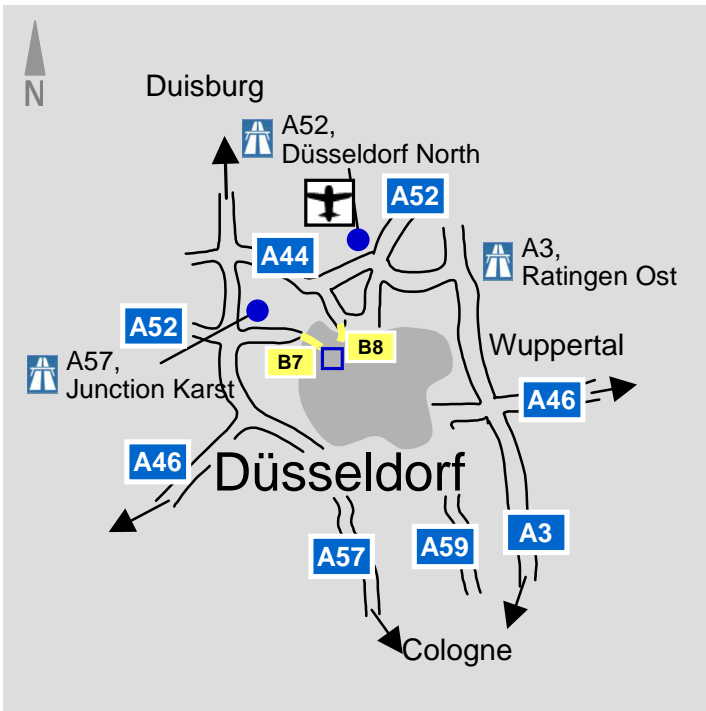 Duisburg
N
A52,
Düsseldorf North
A52
A44
A3,
Ratingen Ost
A52
B7
B8
Wuppertal
A57,
Junction Karst
A46
A46
Düsseldorf
A57
A59
A3
Cologne